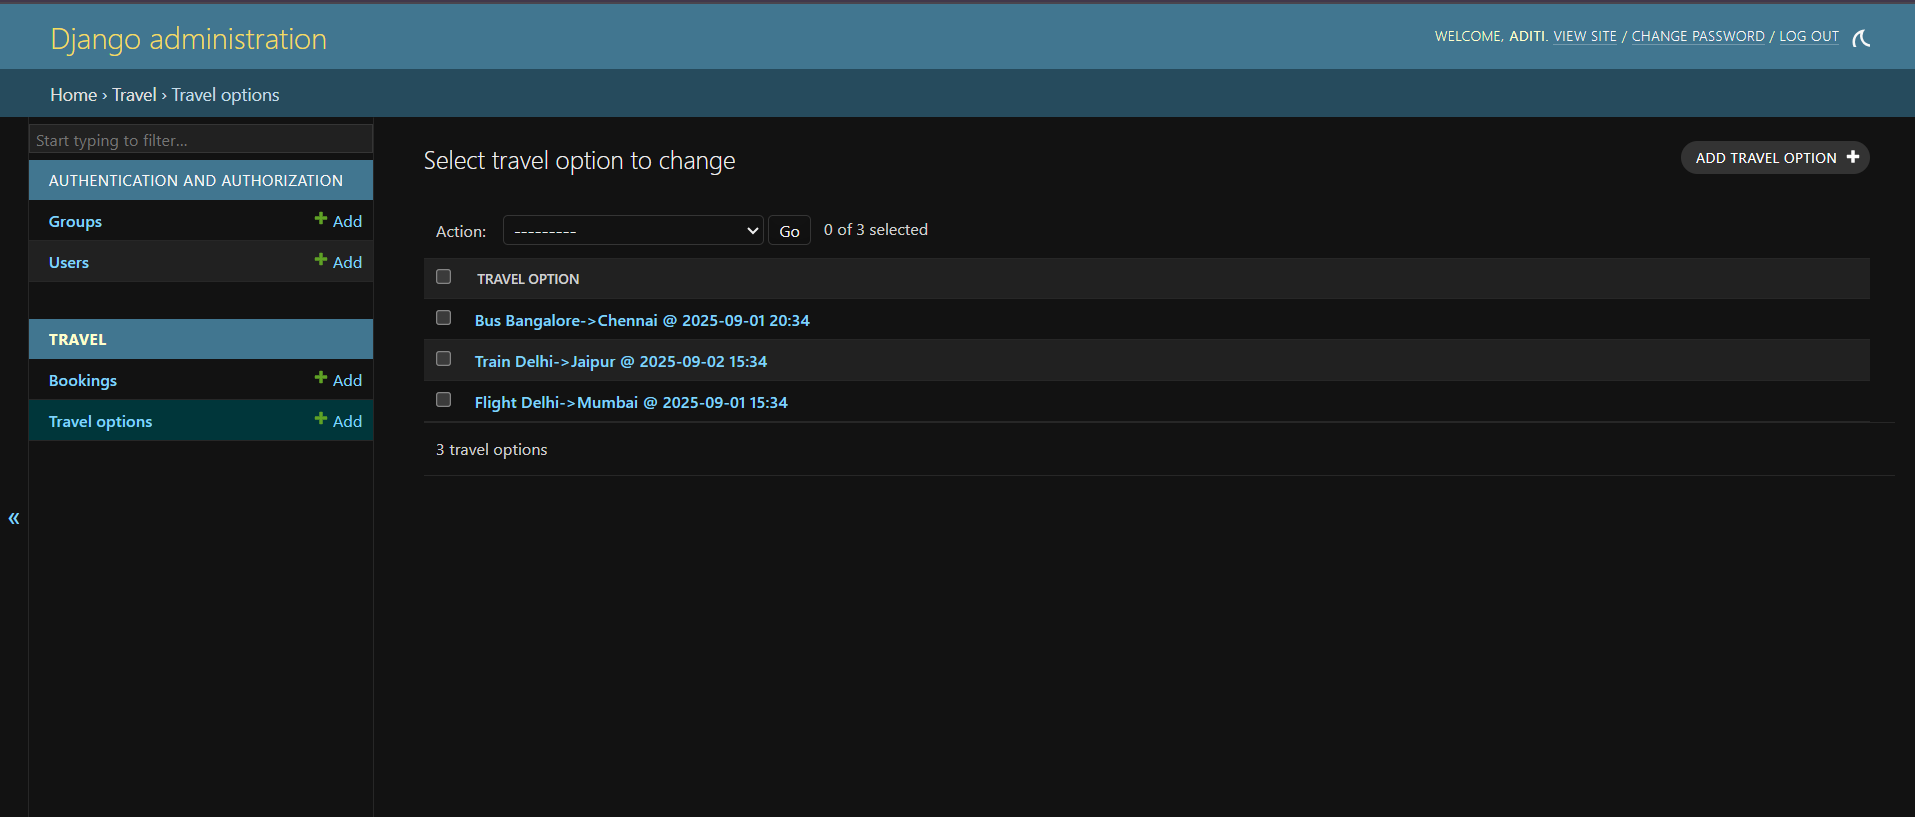 Django administration
WELCOME, ADITI. VIEW SITE / CHANGE PASSWORD / LOG OUT
Home › Travel › Travel options
Start typing to filter...
AUTHENTICATION AND AUTHORIZATION
Groups + Add
Users + Add
TRAVEL
Bookings + Add
Travel options + Add
«
Select travel option to change
ADD TRAVEL OPTION +
Action: --------- Go 0 of 3 selected
TRAVEL OPTION
Bus Bangalore->Chennai @ 2025-09-01 20:34
Train Delhi->Jaipur @ 2025-09-02 15:34
Flight Delhi->Mumbai @ 2025-09-01 15:34
3 travel options